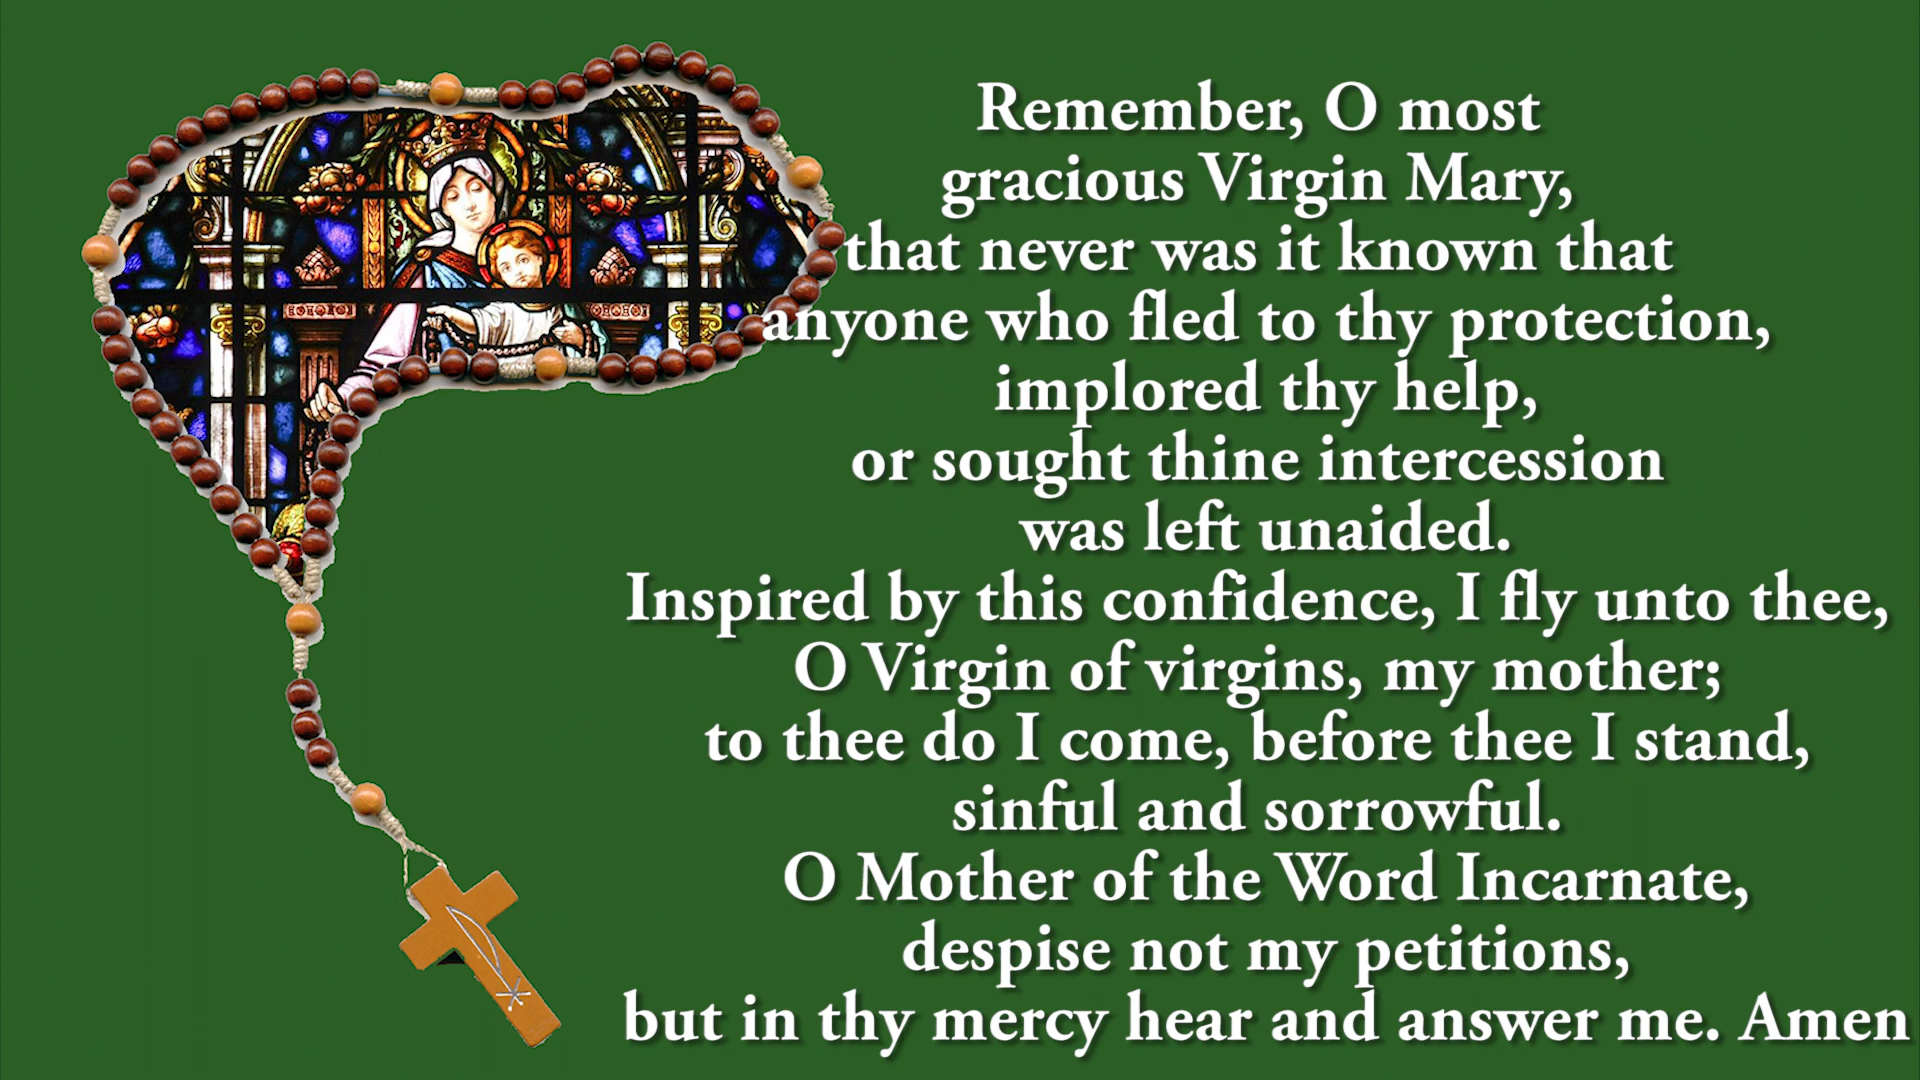 Remember, O most
gracious Virgin Mary,
that never was it known that
anyone who fled to thy protection,
implored thy help,
or sought thine intercession
was left unaided.
Inspired by this confidence, I fly unto thee,
O Virgin of virgins, my mother;
to thee do I come, before thee I stand,
sinful and sorrowful.
O Mother of the Word Incarnate,
despise not my petitions,
but in thy mercy hear and answer me. Amen